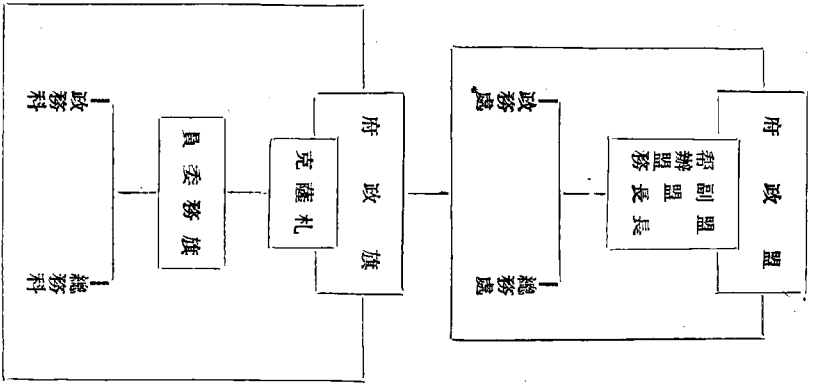 盟政府
盟長
副盟長
幫辦盟務
總務處
政務處
旗政府
札薩克
旗務委員
總務科
政務科